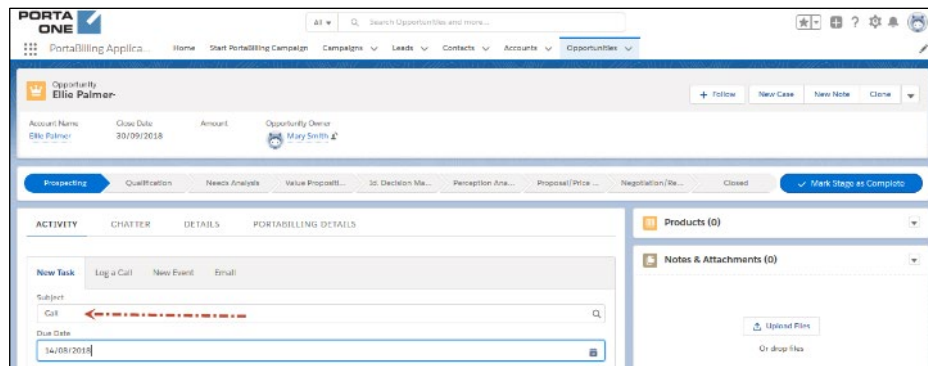 PORTA
ONE
All
Search Opportunities and more...
PortaBilling Applica...
Home
Start PortaBilling Campaign
Campaigns
Leads
Contacts
Accounts
Opportunities
Opportunity
Ellie Palmer-
+ Follow
New Case
New Note
Clone
Account Name
Close Date
Amount
Opportunity Owner
Ellie Palmer
30/09/2018
Mary Smith
Prospecting
Qualification
Needs Analysis
Value Propositi...
Id. Decision Ma...
Perception Ana...
Proposal/Price ...
Negotiation/Re...
Closed
Mark Stage as Complete
ACTIVITY
CHATTER
DETAILS
PORTABILLING DETAILS
Products (0)
New Task
Log a Call
New Event
Email
Notes & Attachments (0)
Subject
Call
Due Date
14/08/2018
Upload Files
Or drop files